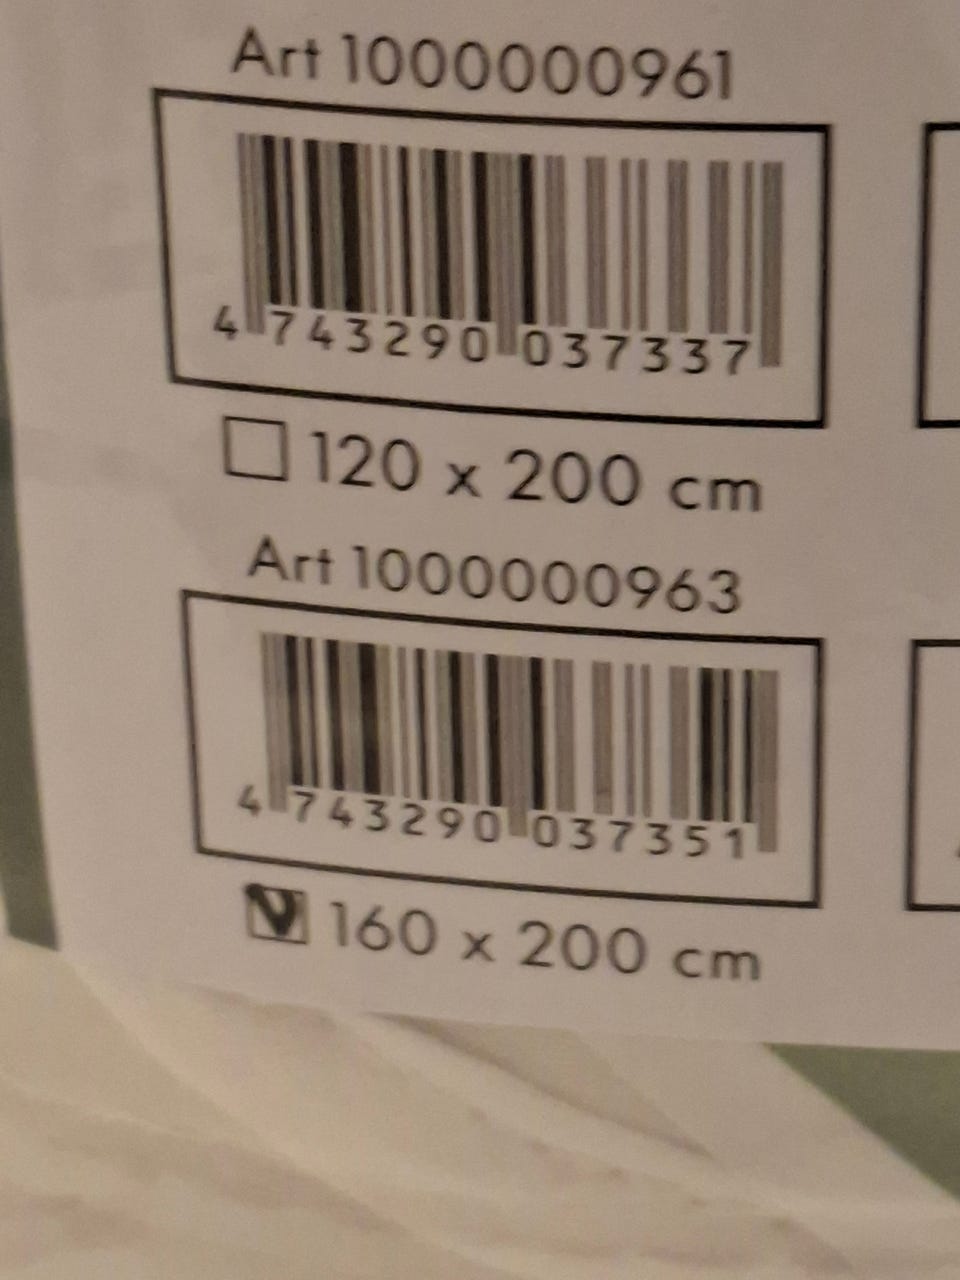 Art 1000000961
4 743290 037337
120 x 200 cm
Art 1000000963
4 743290 037351
160 x 200 cm